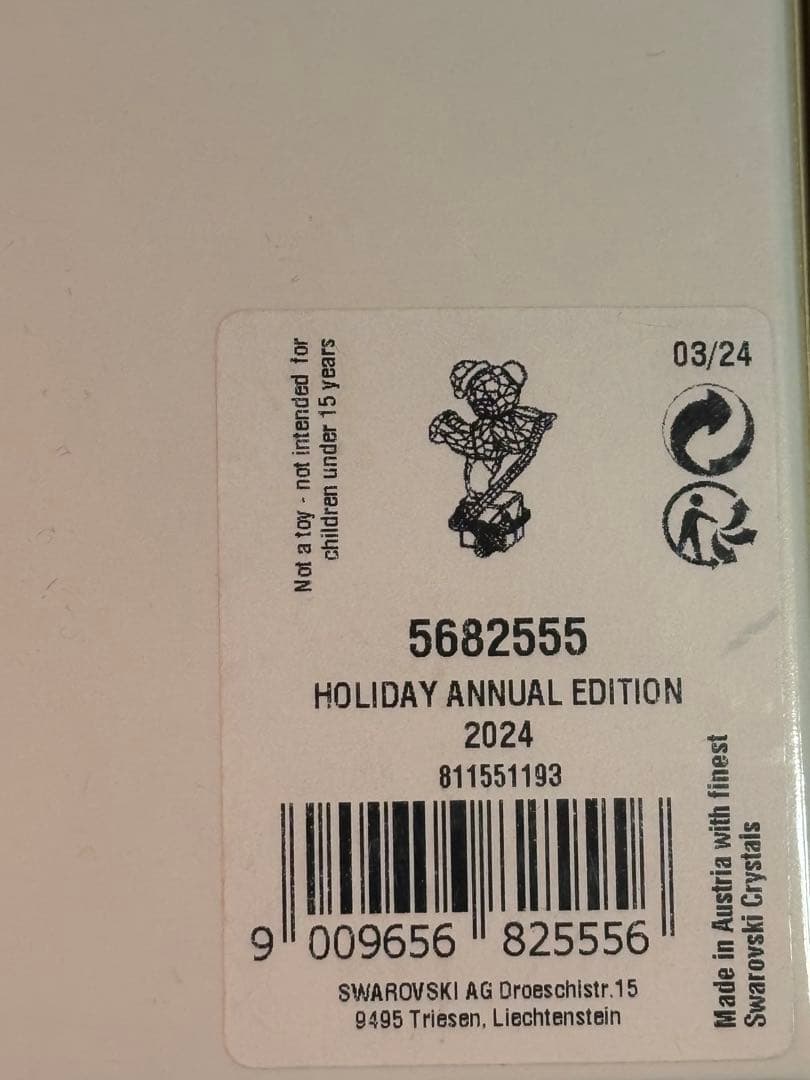 Not a toy - not intended for
children under 15 years
03/24
5682555
HOLIDAY ANNUAL EDITION
2024
811551193
9 009656 825556
SWAROVSKI AG Droeschistr.15
9495 Triesen, Liechtenstein
Made in Austria with finest
Swarovski Crystals